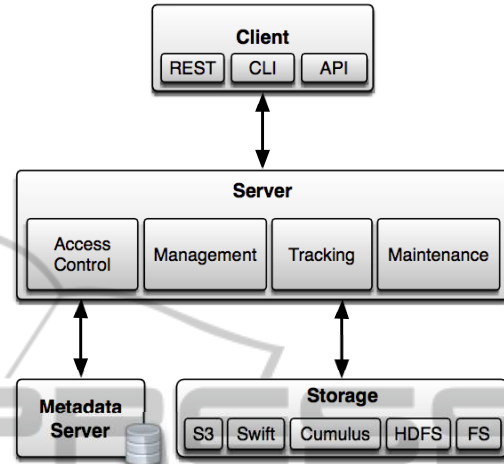 Client
REST CLI API
Server
Access
Control
Management
Tracking
Maintenance
Metadata
Server
Storage
S3 Swift Cumulus HDFS FS